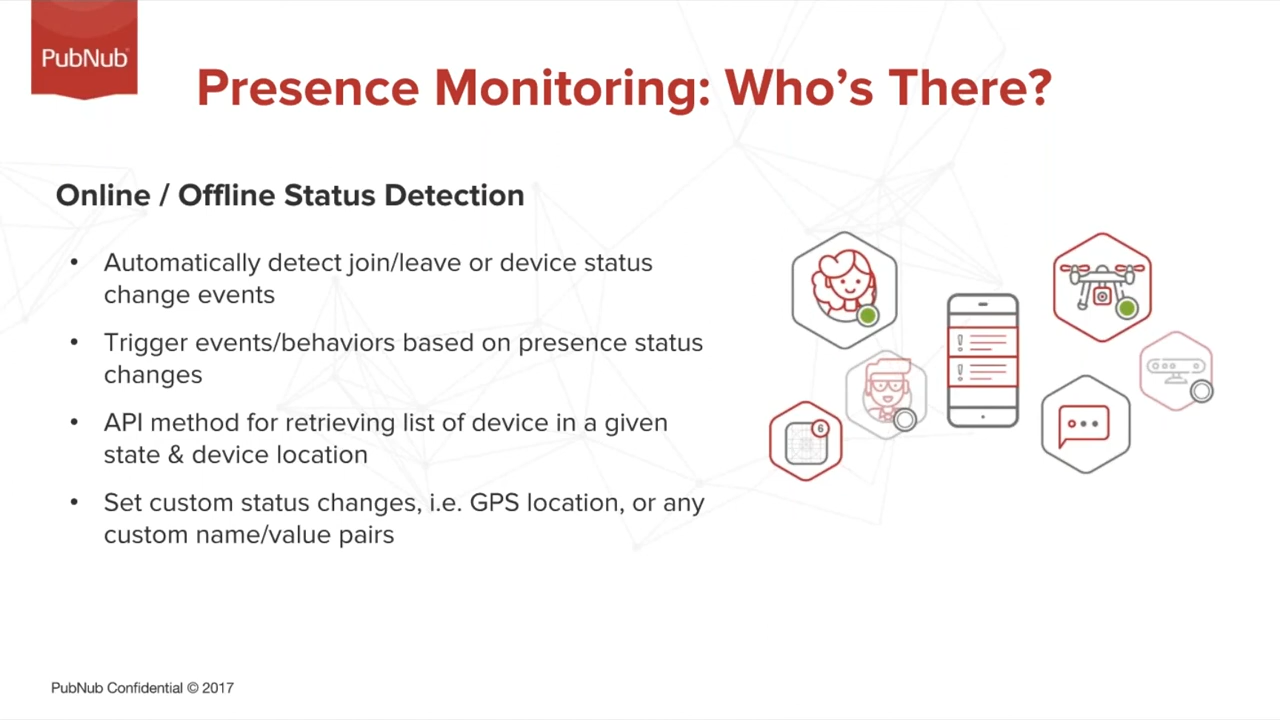 PubNub
Presence Monitoring: Who's There?
Online / Offline Status Detection
• Automatically detect join/leave or device status
change events
• Trigger events/behaviors based on presence status
changes
• API method for retrieving list of device in a given
state & device location
• Set custom status changes, i.e. GPS location, or any
custom name/value pairs
!
!
6
PubNub Confidential © 2017